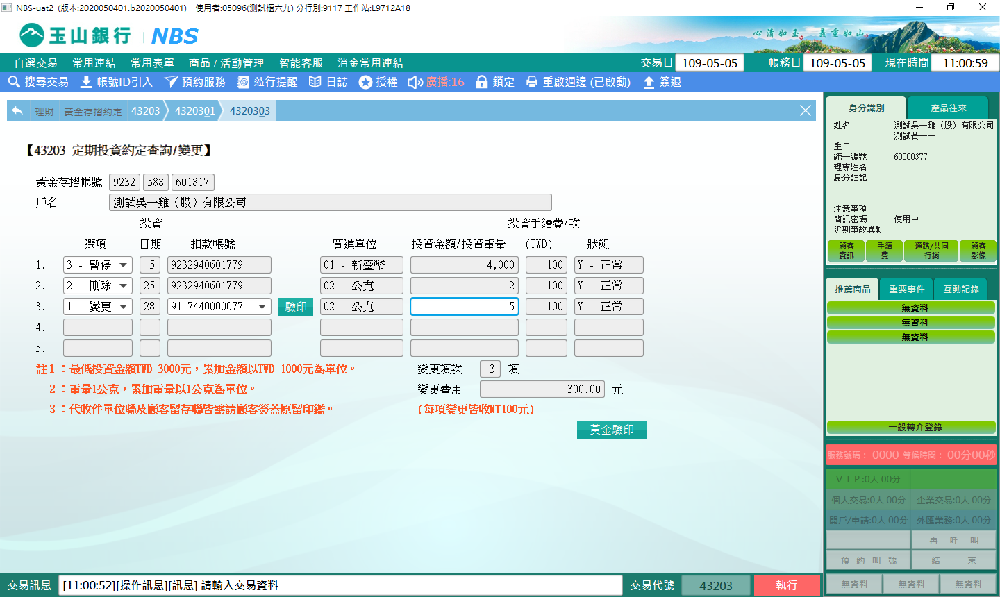 NBS-uat2 (版本:2020050401.b2020050401) 使用者:05096(測試櫃六九) 分行別:9117 工作站:L9712A18
玉山銀行 | NBS
心清如玉。義重如山。
自選交易 常用連結 常用表單 商品/活動管理 智能客服 消金常用連結 交易日 109-05-05 帳務日 109-05-05 現在時間 11:00:59
搜尋交易 帳號ID引入 預約服務 蒞行提醒 日誌 授權 廣播:16 鎖定 重啟週邊 (已啟動) 簽退
理財 黃金存摺約定 43203 4320301 4320303
【43203 定期投資約定查詢/變更】
黃金存摺帳號 9232 588 601817
戶名 測試吳一雞（股）有限公司
投資 投資手續費/次
選項 日期 扣款帳號 買進單位 投資金額/投資重量 (TWD) 狀態
1. 3 - 暫停 5 9232940601779 01 - 新臺幣 4,000 100 Y - 正常
2. 2 - 刪除 25 9232940601779 02 - 公克 2 100 Y - 正常
3. 1 - 變更 28 9117440000077 驗印 02 - 公克 5 100 Y - 正常
4.
5.
註1：最低投資金額TWD 3000元，累加金額以TWD 1000元為單位。 變更項次 3 項
2：重量1公克，累加重量以1公克為單位。 變更費用 300.00 元
3：代收件單位聯及顧客留存聯皆需請顧客簽蓋原留印鑑。 (每項變更皆收NT100元)
黃金驗印
交易訊息 [11:00:52][操作訊息][訊息] 請輸入交易資料 交易代號 43203 執行
身分識別 產品往來
姓名 測試吳一雞（股）有限公司
測試黃一一
生日
統一編號 60000377
理專姓名
身分註記
注意事項
簡訊密碼 使用中
近期事故異動
顧客資訊 手續費 通路/共同行銷 顧客影像
推薦商品 重要事件 互動記錄
無資料
無資料
無資料
一般轉介登錄
服務號碼： 0000 等候時間： 00分00秒
ＶＩＰ:0人 00分
個人交易:0人 00分 企業交易:0人 00分
開戶/申請:0人 00分 外匯業務:0人 00分
再 呼 叫
預 約 叫 號 結 束
無資料 無資料 無資料